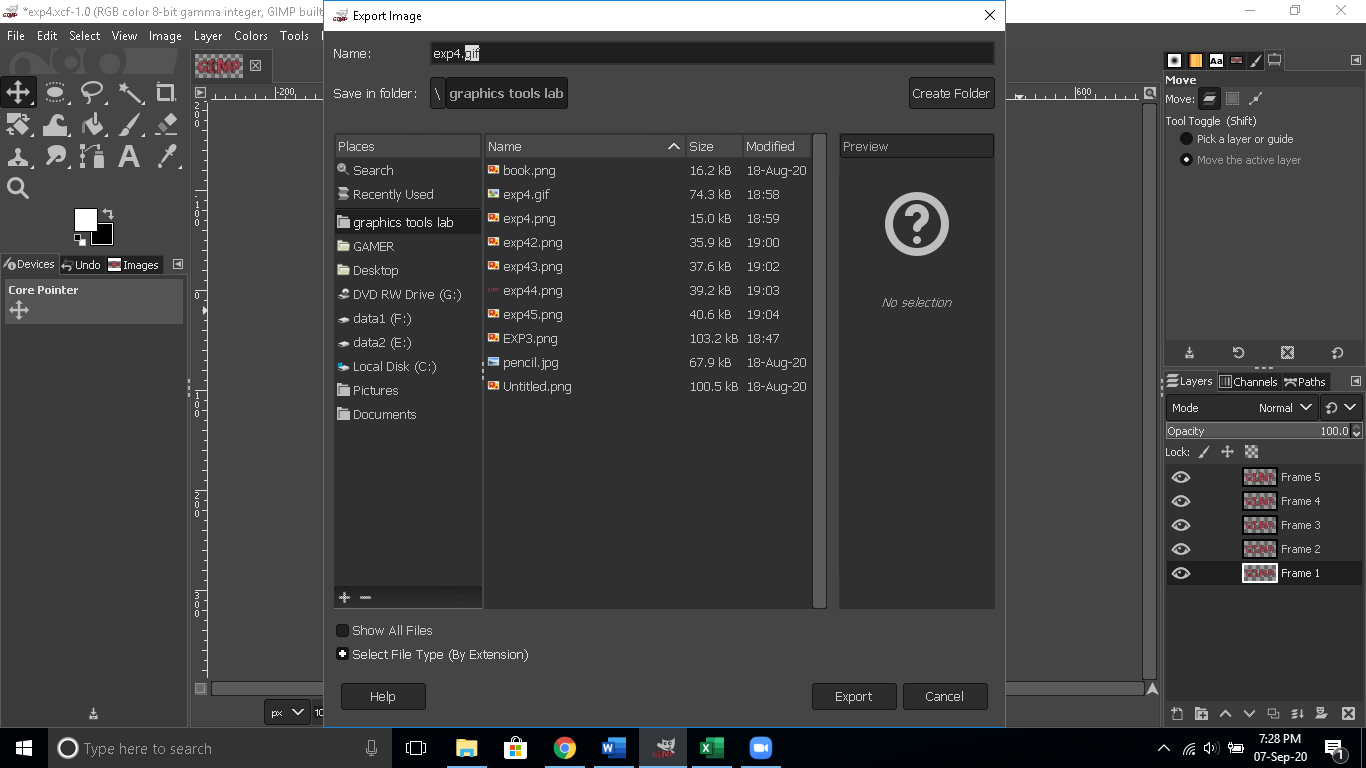 *exp4.xcf-1.0 (RGB color 8-bit gamma integer, GIMP built
Export Image
File Edit Select View Image Layer Colors Tools
Name: exp4.gif
Save in folder: \ graphics tools lab Create Folder
-200 600
Places
Search
Recently Used
graphics tools lab
GAMER
Desktop
DVD RW Drive (G:)
data1 (F:)
data2 (E:)
Local Disk (C:)
Pictures
Documents
Name Size Modified
book.png 16.2 kB 18-Aug-20
exp4.gif 74.3 kB 18:58
exp4.png 15.0 kB 18:59
exp42.png 35.9 kB 19:00
exp43.png 37.6 kB 19:02
exp44.png 39.2 kB 19:03
exp45.png 40.6 kB 19:04
EXP3.png 103.2 kB 18:47
pencil.jpg 67.9 kB 18-Aug-20
Untitled.png 100.5 kB 18-Aug-20
Preview
No selection
Show All Files
Select File Type (By Extension)
Help Export Cancel
Devices Undo Images
Core Pointer
px
Move
Move:
Tool Toggle (Shift)
Pick a layer or guide
Move the active layer
Layers Channels Paths
Mode Normal
Opacity 100.0
Lock:
Frame 5
Frame 4
Frame 3
Frame 2
Frame 1
Type here to search
7:28 PM
07-Sep-20
1